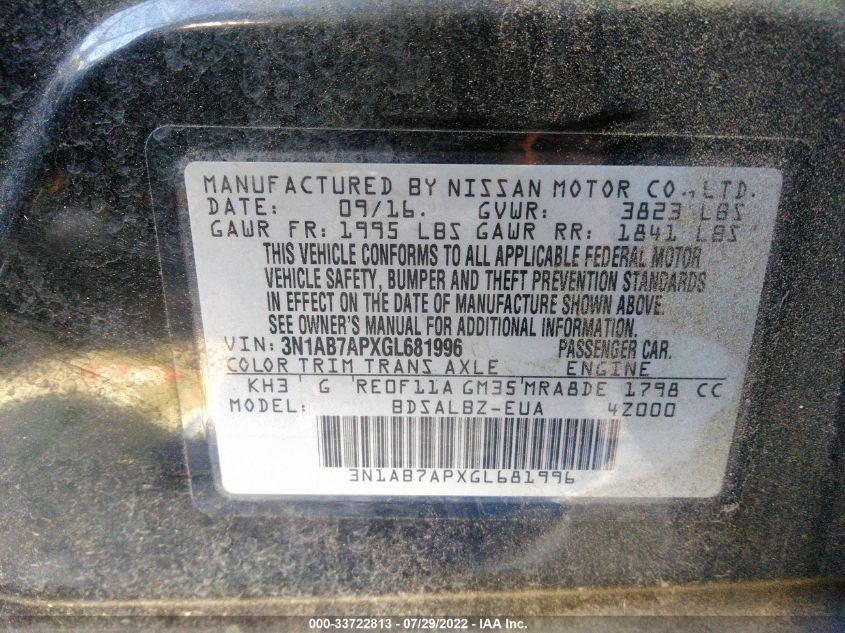 MANUFACTURED BY NISSAN MOTOR CO., LTD.
DATE: 09/16. GVWR: 3823 LBS
GAWR FR: 1995 LBS GAWR RR: 1841 LBS
THIS VEHICLE CONFORMS TO ALL APPLICABLE FEDERAL MOTOR
VEHICLE SAFETY, BUMPER AND THEFT PREVENTION STANDARDS
IN EFFECT ON THE DATE OF MANUFACTURE SHOWN ABOVE.
SEE OWNER'S MANUAL FOR ADDITIONAL INFORMATION.
VIN: 3N1AB7APXGL681996 PASSENGER CAR.
COLOR TRIM TRANS AXLE ENGINE
KH3 G RE0F11A GM35 MRA8DE 1798 CC
MODEL: BDSALBZ-EUA 4Z000
3N1AB7APXGL681996
000-33722813 - 07/29/2022 - IAA Inc.